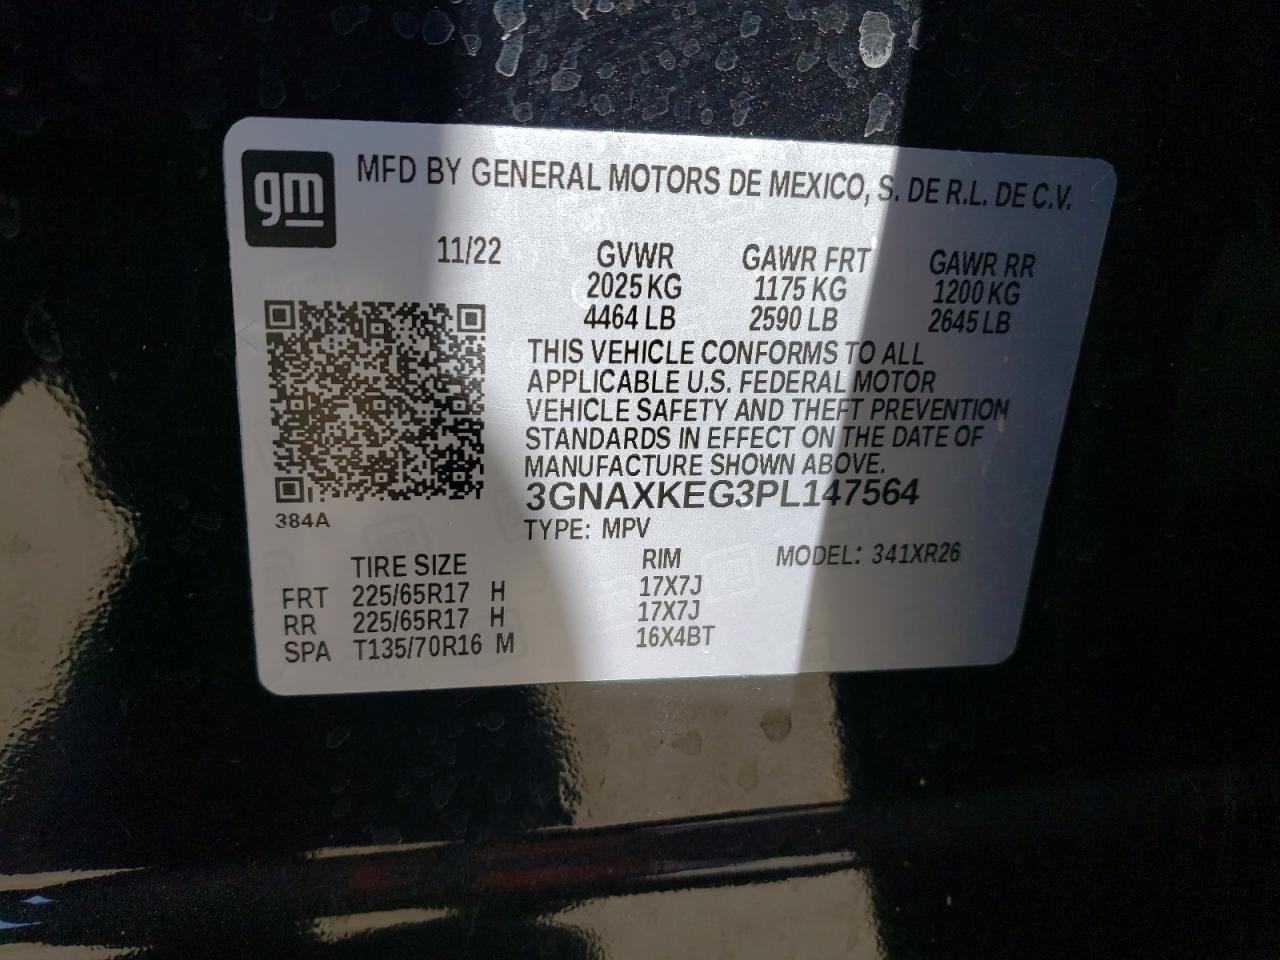 gm
MFD BY GENERAL MOTORS DE MEXICO, S. DE R.L. DE C.V.
11/22 GVWR GAWR FRT GAWR RR
2025 KG 1175 KG 1200 KG
4464 LB 2590 LB 2645 LB
THIS VEHICLE CONFORMS TO ALL
APPLICABLE U.S. FEDERAL MOTOR
VEHICLE SAFETY AND THEFT PREVENTION
STANDARDS IN EFFECT ON THE DATE OF
MANUFACTURE SHOWN ABOVE.
3GNAXKEG3PL147564
384A
TYPE: MPV
TIRE SIZE RIM MODEL: 341XR26
FRT 225/65R17 H 17X7J
RR 225/65R17 H 17X7J
SPA T135/70R16 M 16X4BT